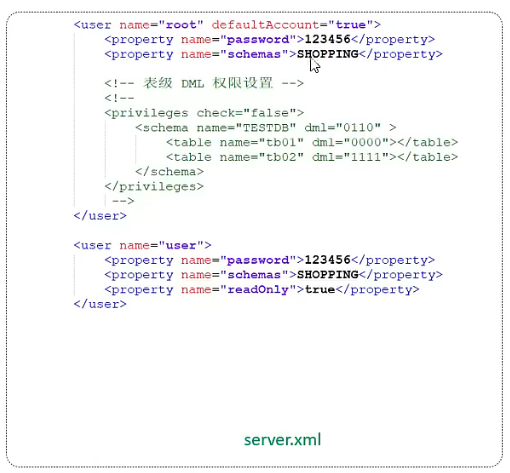 <user name="root" defaultAccount="true">
<property name="password">123456</property>
<property name="schemas">SHOPPING</property>
<!-- 表级 DML 权限设置 -->
<!--
<privileges check="false">
<schema name="TESTDB" dml="0110" >
<table name="tb01" dml="0000"></table>
<table name="tb02" dml="1111"></table>
</schema>
</privileges>
-->
</user>
<user name="user">
<property name="password">123456</property>
<property name="schemas">SHOPPING</property>
<property name="readOnly">true</property>
</user>
server.xml